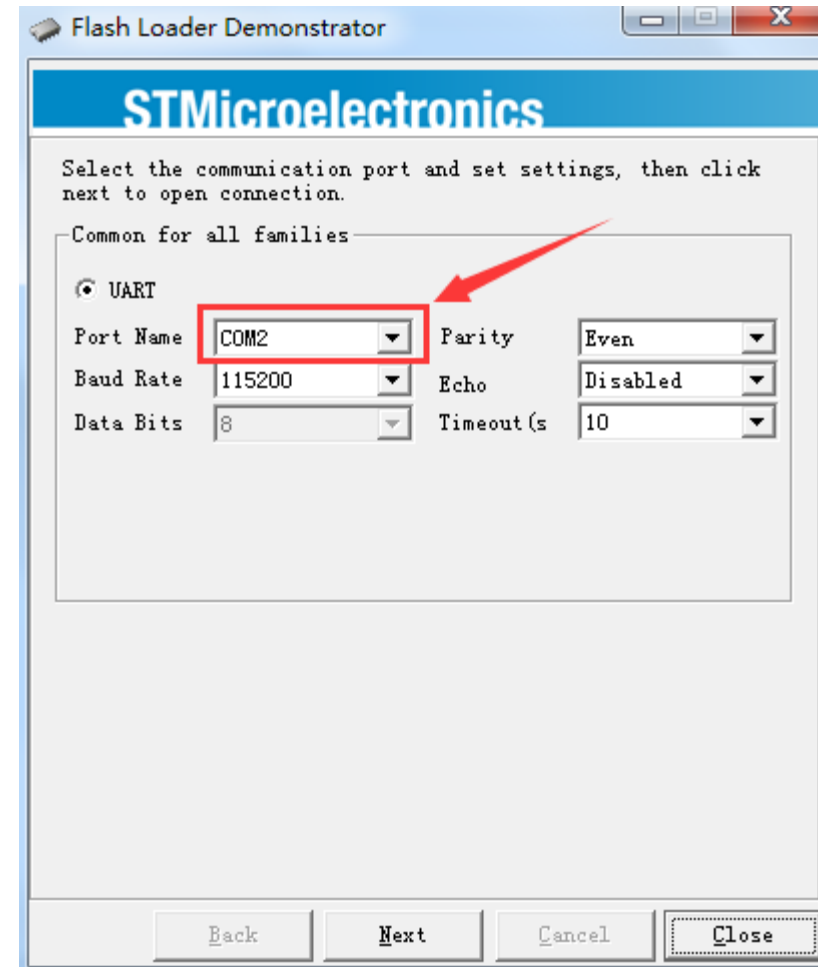 Flash Loader Demonstrator
STMicroelectronics
Select the communication port and set settings, then click
next to open connection.
Common for all families
UART
Port Name COM2 Parity Even
Baud Rate 115200 Echo Disabled
Data Bits 8 Timeout(s 10
Back Next Cancel Close